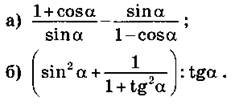 а) (1+cosα)/sinα − sinα/(1−cosα) ;
б) (sin²α + 1/(1+tg²α)) : tgα .